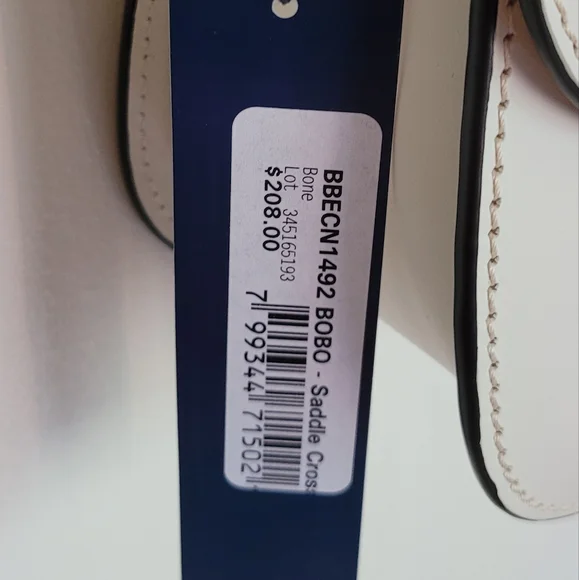 BBECN1492 BOBO - Saddle Cross
Bone
Lot 345165193
$208.00
7 99344 71502